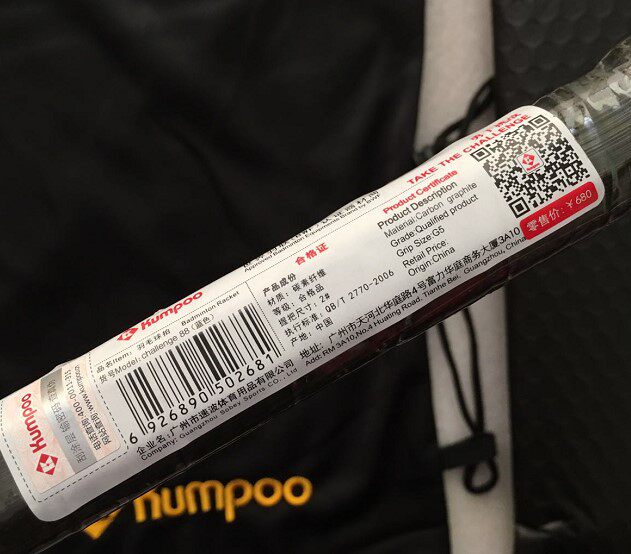 Kumpoo
Kumpoo
品名Item: 羽毛球拍 Badminton Racket
货号Model: challenge 88 (蓝色)
6 926890 502681
企业名: 广州市速波体育用品有限公司
Company: Guangzhou Sobey Sports CO., Ltd
合格证
产品成份
材质: 碳素纤维
等级: 合格品
握把尺寸: 2#
执行标准: QB/T 2770-2006
产地: 中国
地址: 广州市天河北华庭路4号富力华庭商务大厦3A10
Add: RM 3A10, No.4 Huating Road, Tianhe Bei, Guangzhou, China
TAKE THE CHALLENGE
Product Certificate
Product Description
Material:Carbon graphite
Grade:Qualified product
Grip Size:G5
Retail Price:
Origin:China
零售价: ¥680
kumpoo